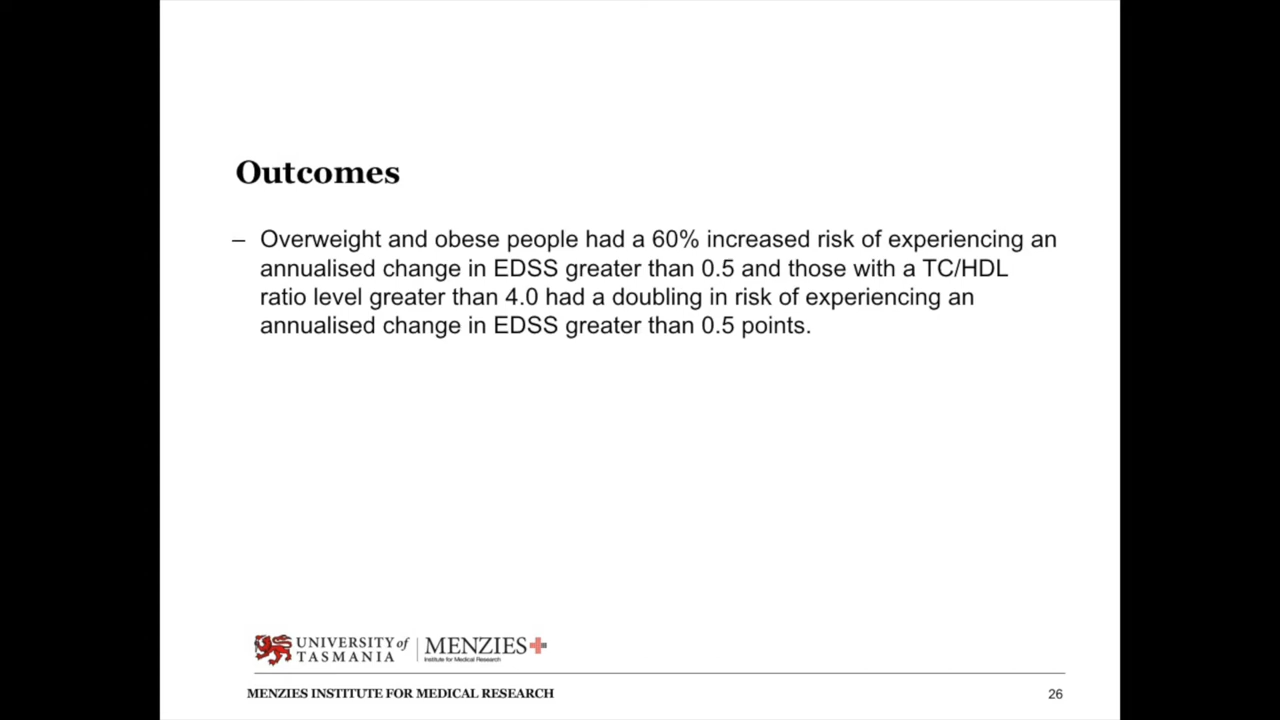 Outcomes
– Overweight and obese people had a 60% increased risk of experiencing an
annualised change in EDSS greater than 0.5 and those with a TC/HDL
ratio level greater than 4.0 had a doubling in risk of experiencing an
annualised change in EDSS greater than 0.5 points.
UNIVERSITY of
TASMANIA
MENZIES
Institute for Medical Research
MENZIES INSTITUTE FOR MEDICAL RESEARCH
26